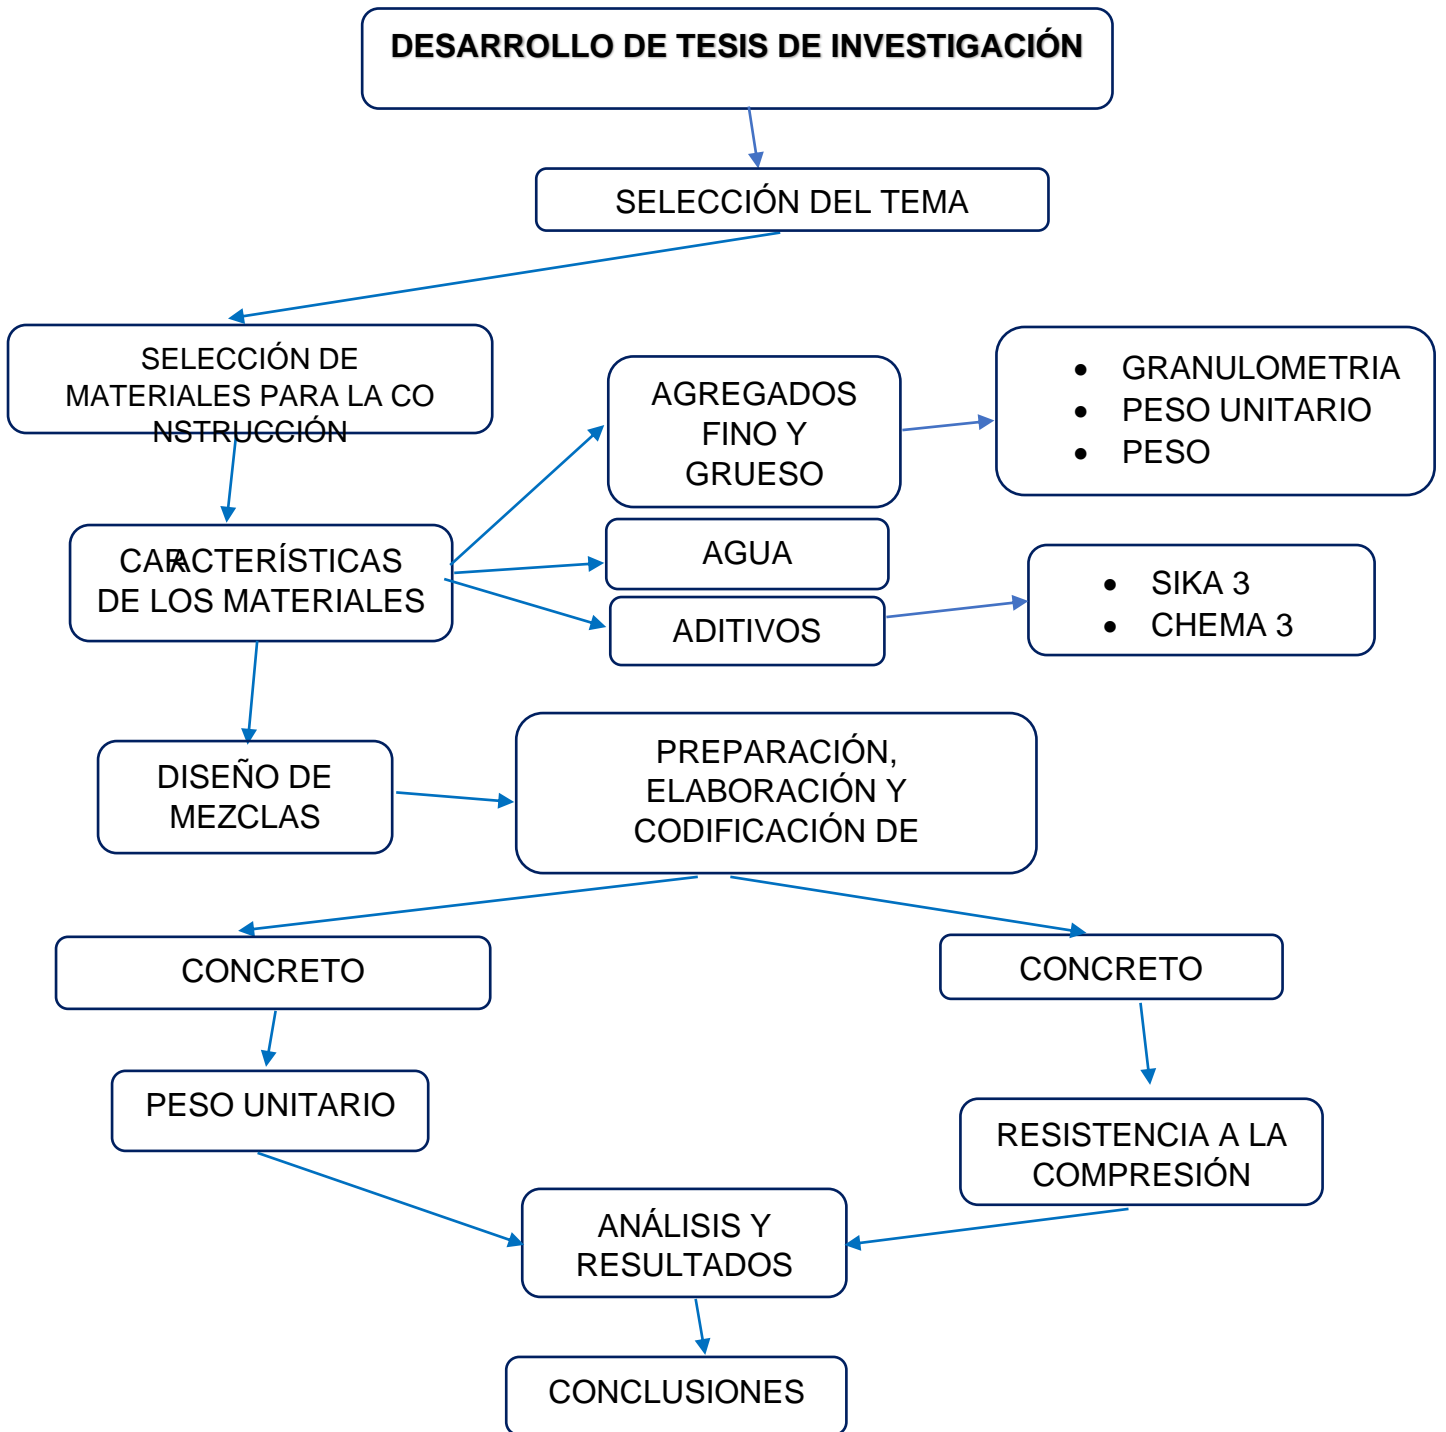 DESARROLLO DE TESIS DE INVESTIGACIÓN
SELECCIÓN DEL TEMA
SELECCIÓN DE
MATERIALES PARA LA CO
NSTRUCCIÓN
AGREGADOS
FINO Y
GRUESO
• GRANULOMETRIA
• PESO UNITARIO
• PESO
CARACTERÍSTICAS
DE LOS MATERIALES
AGUA
ADITIVOS
• SIKA 3
• CHEMA 3
DISEÑO DE
MEZCLAS
PREPARACIÓN,
ELABORACIÓN Y
CODIFICACIÓN DE
CONCRETO
CONCRETO
PESO UNITARIO
RESISTENCIA A LA
COMPRESIÓN
ANÁLISIS Y
RESULTADOS
CONCLUSIONES